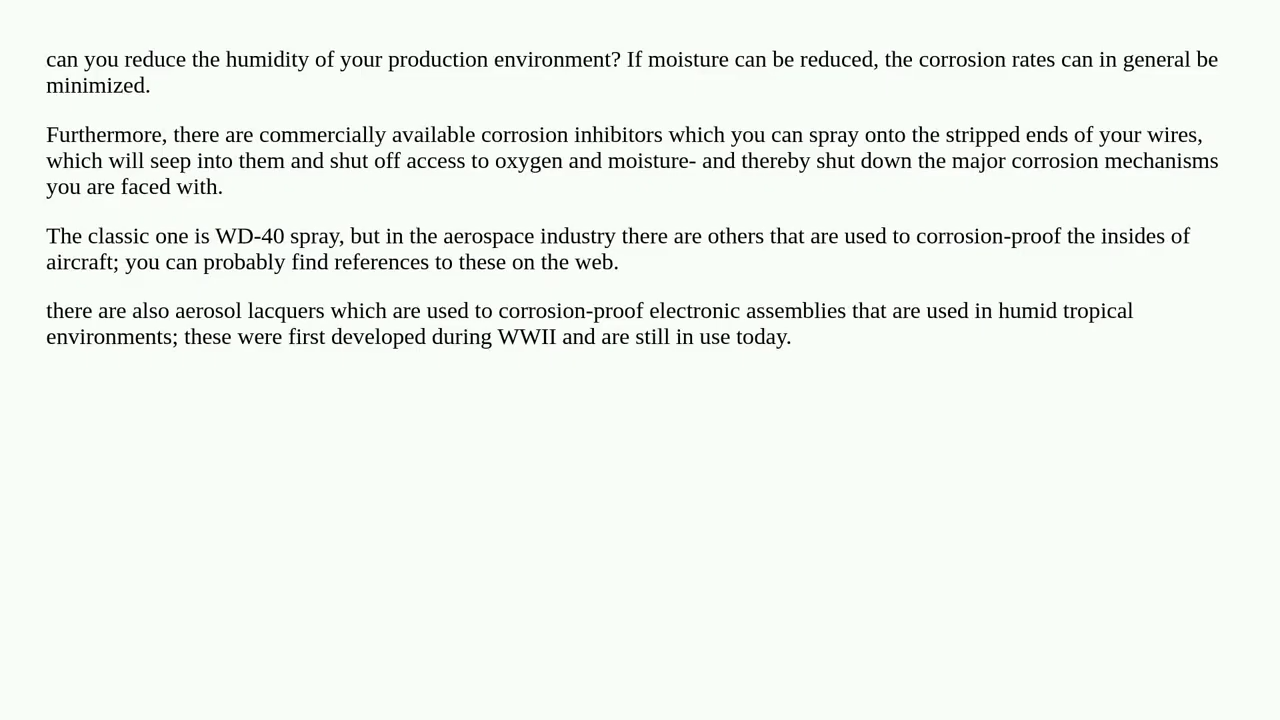 can you reduce the humidity of your production environment? If moisture can be reduced, the corrosion rates can in general be
minimized.
Furthermore, there are commercially available corrosion inhibitors which you can spray onto the stripped ends of your wires,
which will seep into them and shut off access to oxygen and moisture- and thereby shut down the major corrosion mechanisms
you are faced with.
The classic one is WD-40 spray, but in the aerospace industry there are others that are used to corrosion-proof the insides of
aircraft; you can probably find references to these on the web.
there are also aerosol lacquers which are used to corrosion-proof electronic assemblies that are used in humid tropical
environments; these were first developed during WWII and are still in use today.